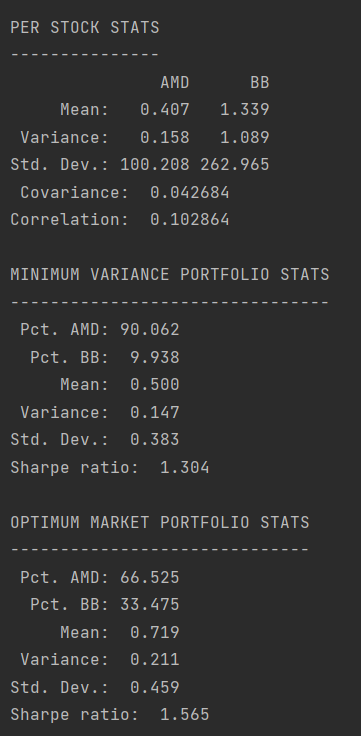 PER STOCK STATS
---------------
               AMD      BB
     Mean:   0.407   1.339
 Variance:   0.158   1.089
Std. Dev.: 100.208 262.965
 Covariance:  0.042684
Correlation:  0.102864

MINIMUM VARIANCE PORTFOLIO STATS
--------------------------------
 Pct. AMD: 90.062
  Pct. BB:  9.938
     Mean:  0.500
 Variance:  0.147
Std. Dev.:  0.383
Sharpe ratio:  1.304

OPTIMUM MARKET PORTFOLIO STATS
------------------------------
 Pct. AMD: 66.525
  Pct. BB: 33.475
     Mean:  0.719
 Variance:  0.211
Std. Dev.:  0.459
Sharpe ratio:  1.565